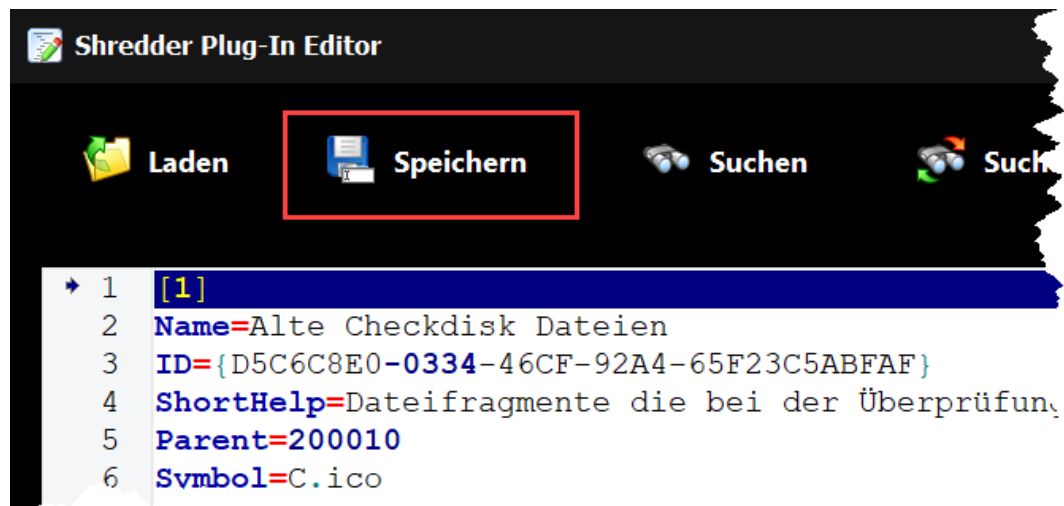 Shredder Plug-In Editor
Laden Speichern Suchen
1 [1]
2 Name=Alte Checkdisk Dateien
3 ID={D5C6C8E0-0334-46CF-92A4-65F23C5ABFAF}
4 ShortHelp=Dateifragmente die bei der
5 Parent=200010
6 Symbol=C.ico